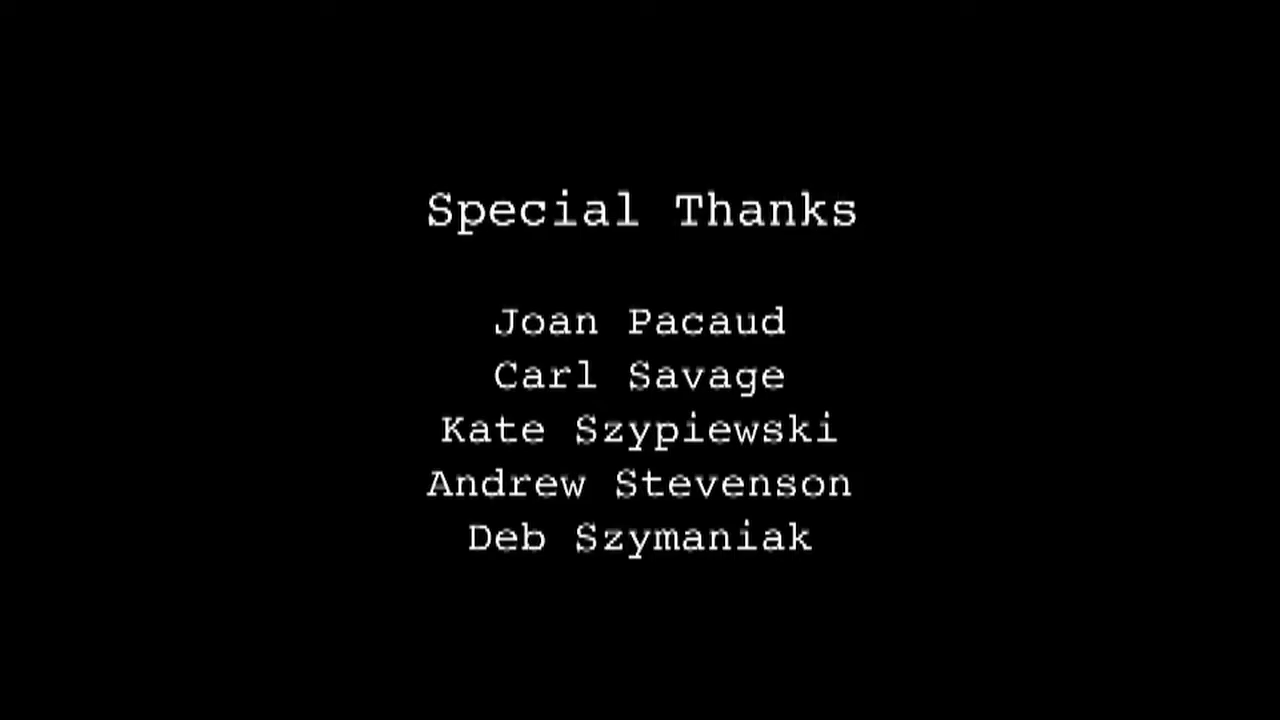 Special Thanks
Joan Pacaud
Carl Savage
Kate Szypiewski
Andrew Stevenson
Deb Szymaniak